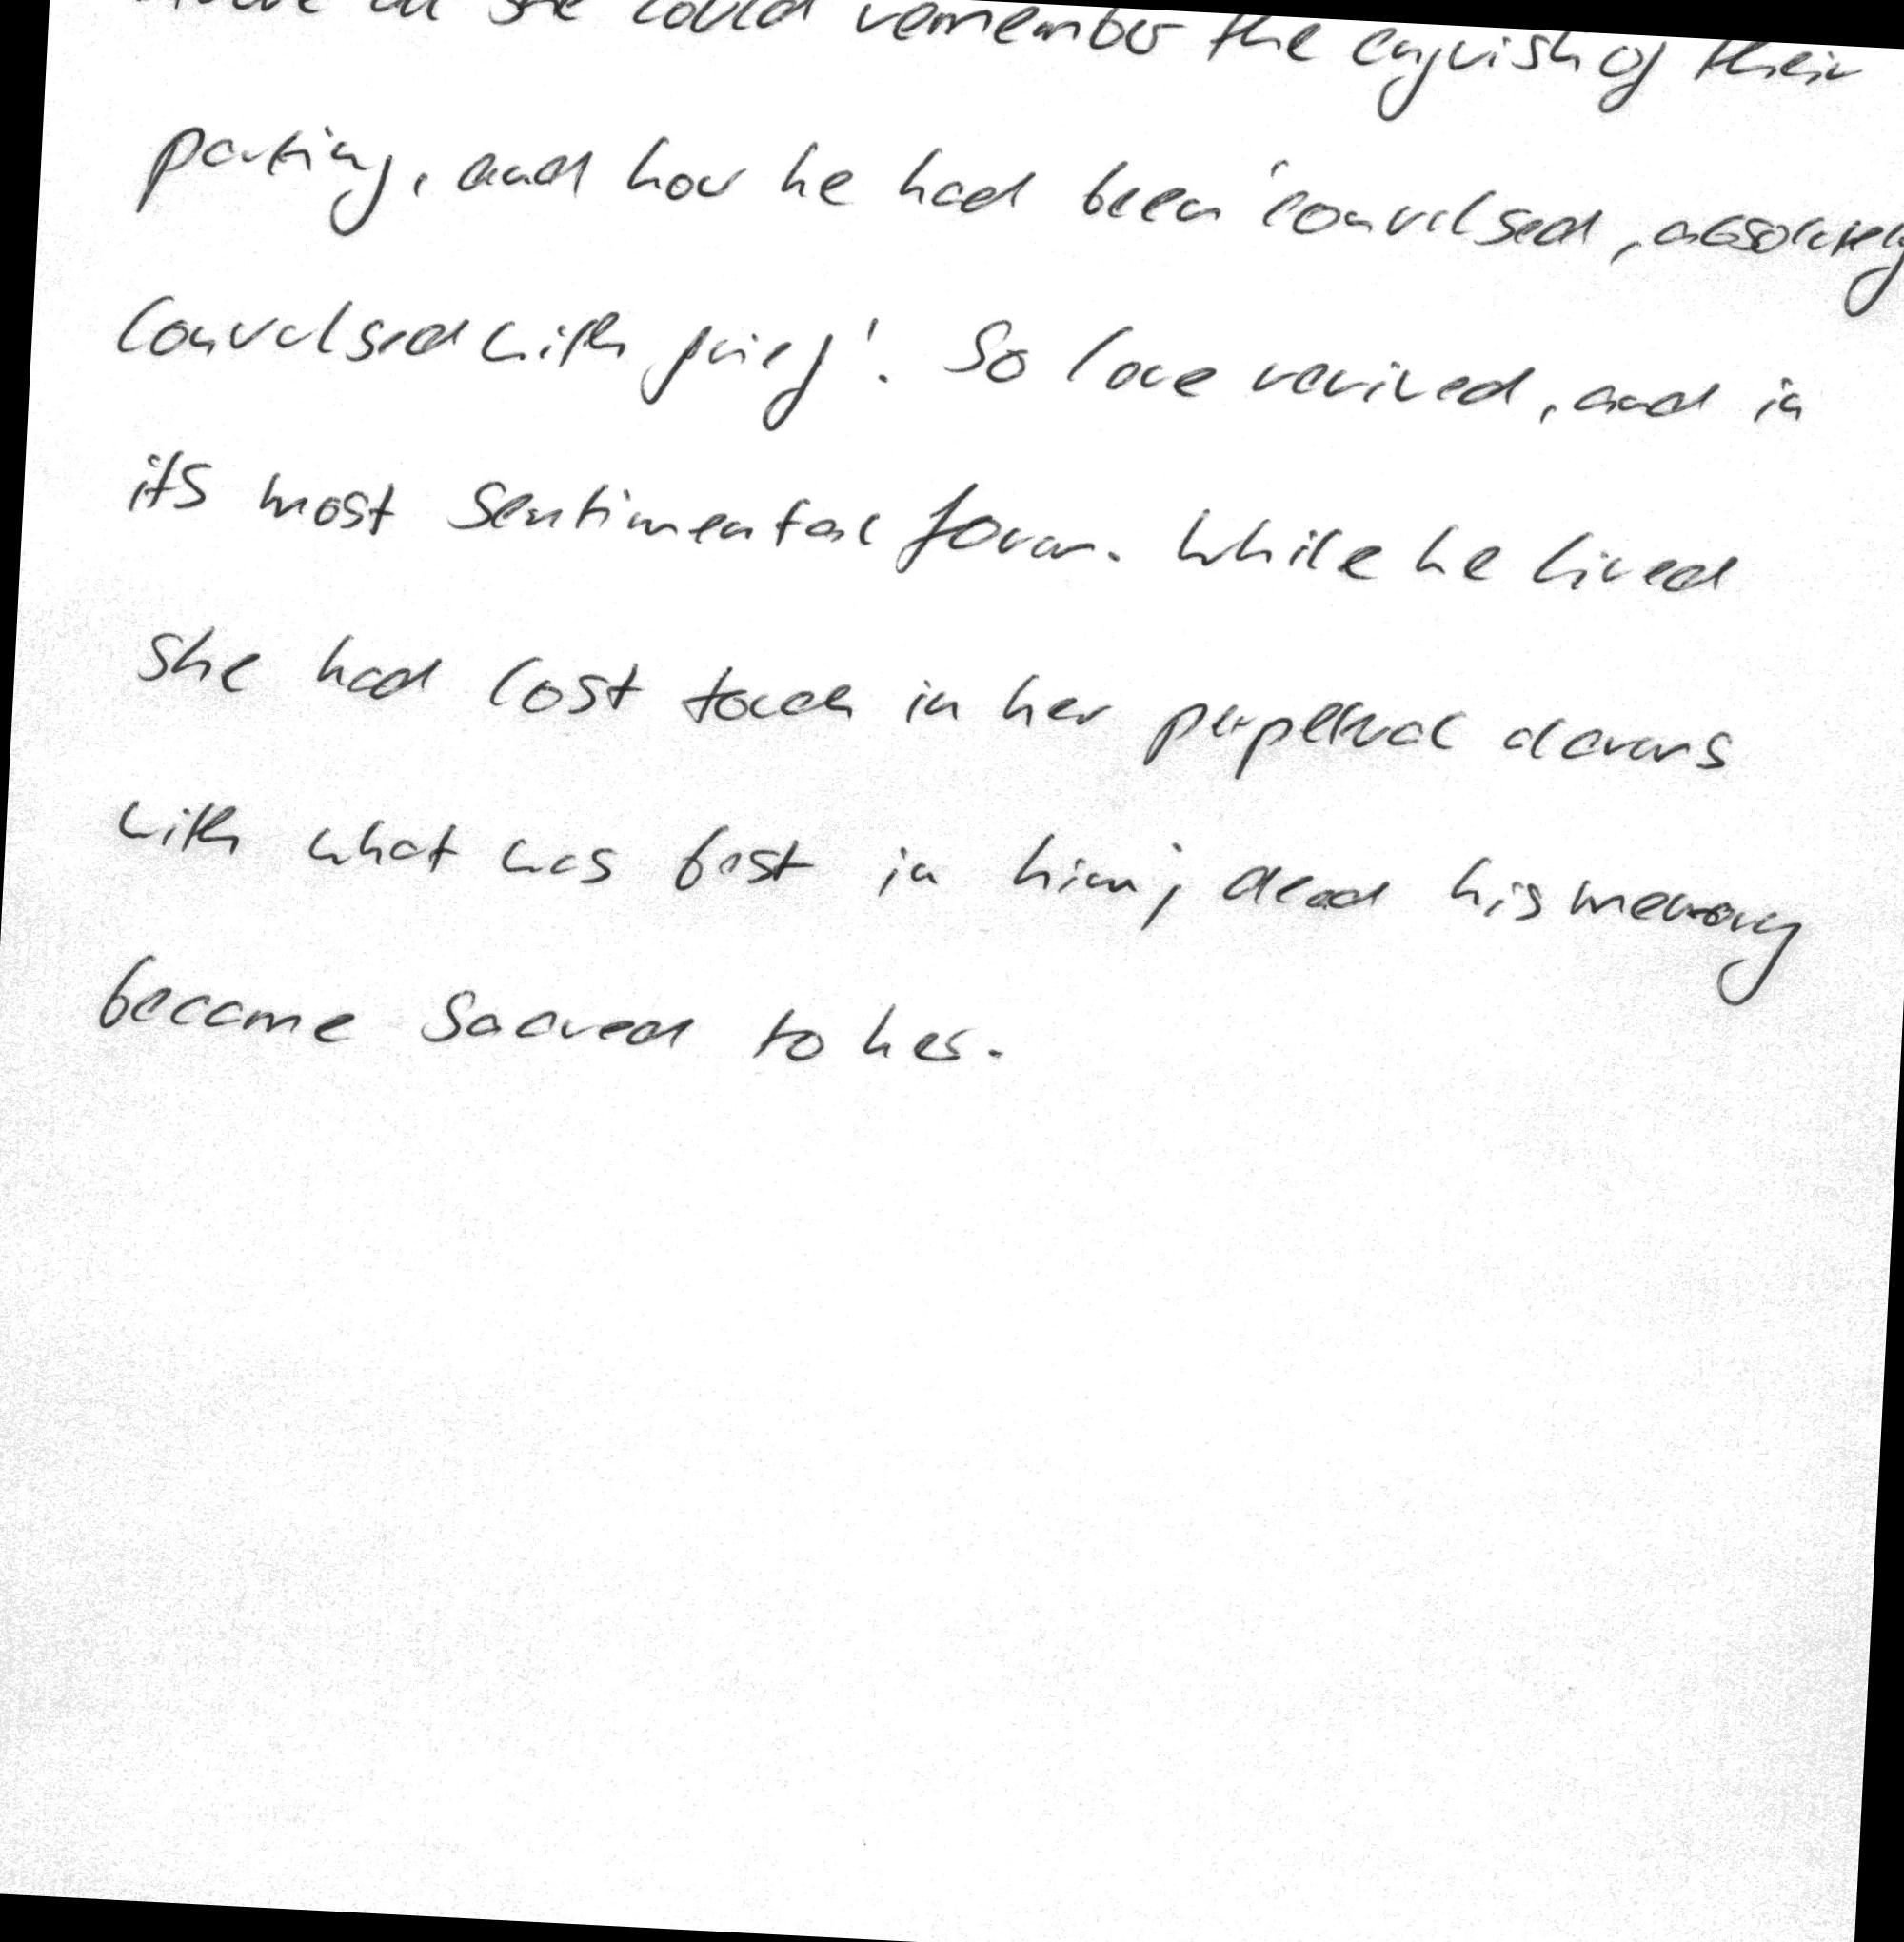 all she could remember the anguish of their
parting, and how he had been 'convulsed, absolutely
convulsed with grief'. So love revived, and in
its most sentimental form. While he lived
she had lost touch in her perpetual
with what was best in him; dead his memory
became sacred to her.